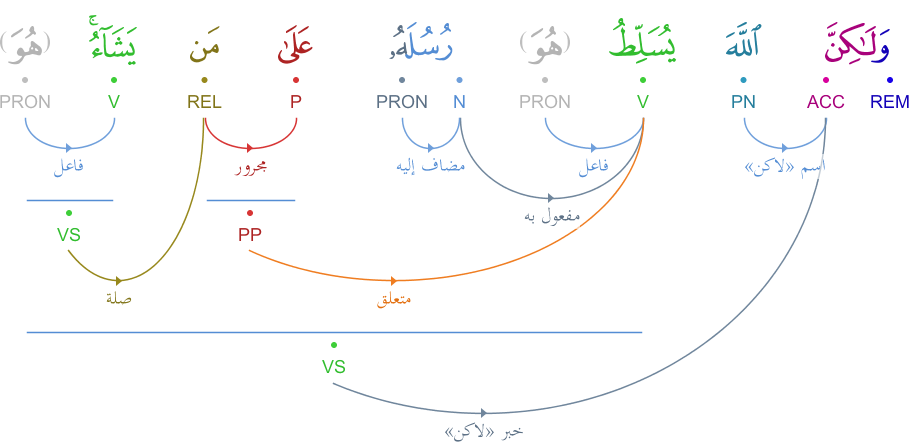 وَلَـٰكِنَّ ٱللَّهَ يُسَلِّطُ (هُوَ) رُسُلَهُۥ عَلَىٰ مَن يَشَآءُ ۚ (هُوَ)
REM ACC PN V PRON N PRON P REL V PRON
اسم «لاكن» فاعل مضاف إليه مجرور فاعل
مفعول به
PP VS
متعلق صلة
VS
خبر «لاكن»